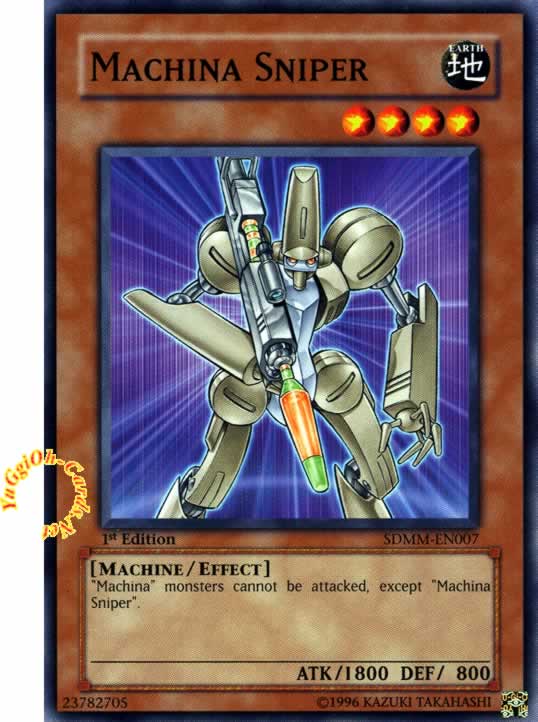 MACHINA SNIPER
EARTH
地
1st Edition
SDMM-EN007
[MACHINE/EFFECT]
"Machina" monsters cannot be attacked, except "Machina
Sniper".
ATK/1800 DEF/ 800
23782705
©1996 KAZUKI TAKAHASHI
YuGgiOh-Cards.Net